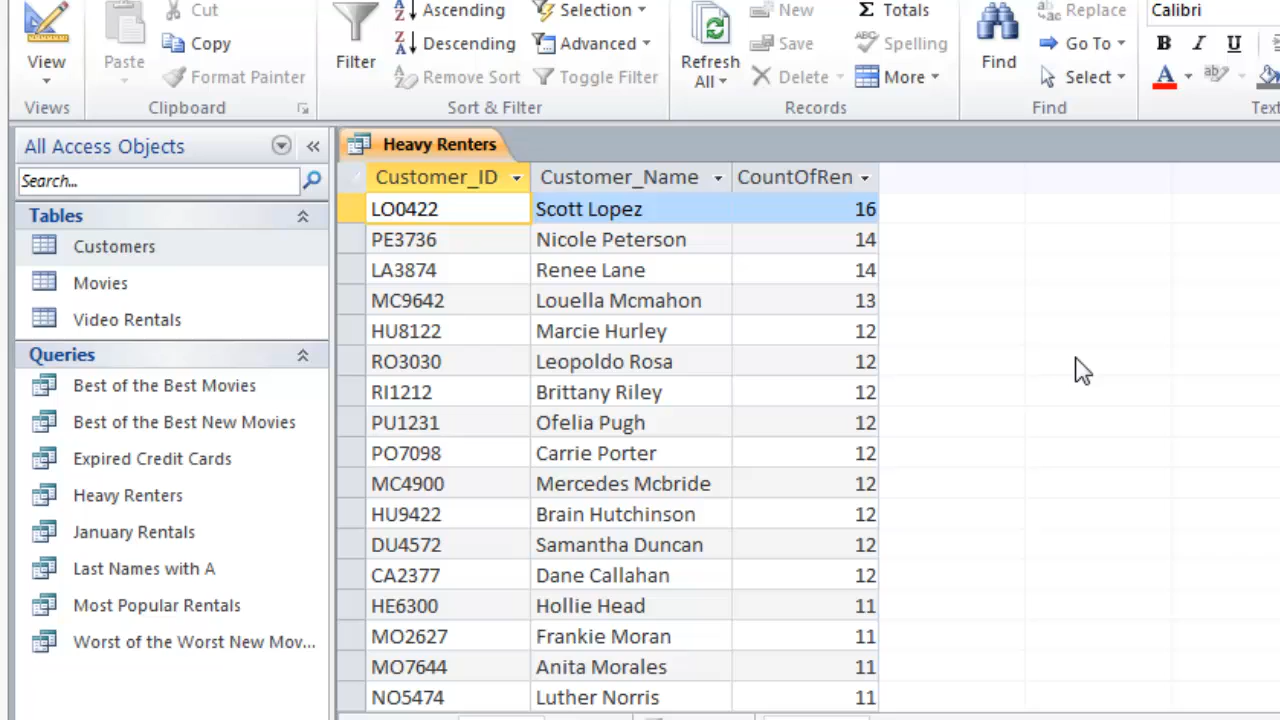 Cut Ascending Selection New Σ Totals Replace Calibri
View Paste Copy Filter Descending Advanced Refresh All Save Spelling Find Go To B I U
Format Painter Remove Sort Toggle Filter Delete More Select A ab
Views Clipboard Sort & Filter Records Find Text
All Access Objects
Search...
Tables
Customers
Movies
Video Rentals
Queries
Best of the Best Movies
Best of the Best New Movies
Expired Credit Cards
Heavy Renters
January Rentals
Last Names with A
Most Popular Rentals
Worst of the Worst New Mov...
Heavy Renters
Customer_ID Customer_Name CountOfRen
LO0422 Scott Lopez 16
PE3736 Nicole Peterson 14
LA3874 Renee Lane 14
MC9642 Louella Mcmahon 13
HU8122 Marcie Hurley 12
RO3030 Leopoldo Rosa 12
RI1212 Brittany Riley 12
PU1231 Ofelia Pugh 12
PO7098 Carrie Porter 12
MC4900 Mercedes Mcbride 12
HU9422 Brain Hutchinson 12
DU4572 Samantha Duncan 12
CA2377 Dane Callahan 12
HE6300 Hollie Head 11
MO2627 Frankie Moran 11
MO7644 Anita Morales 11
NO5474 Luther Norris 11